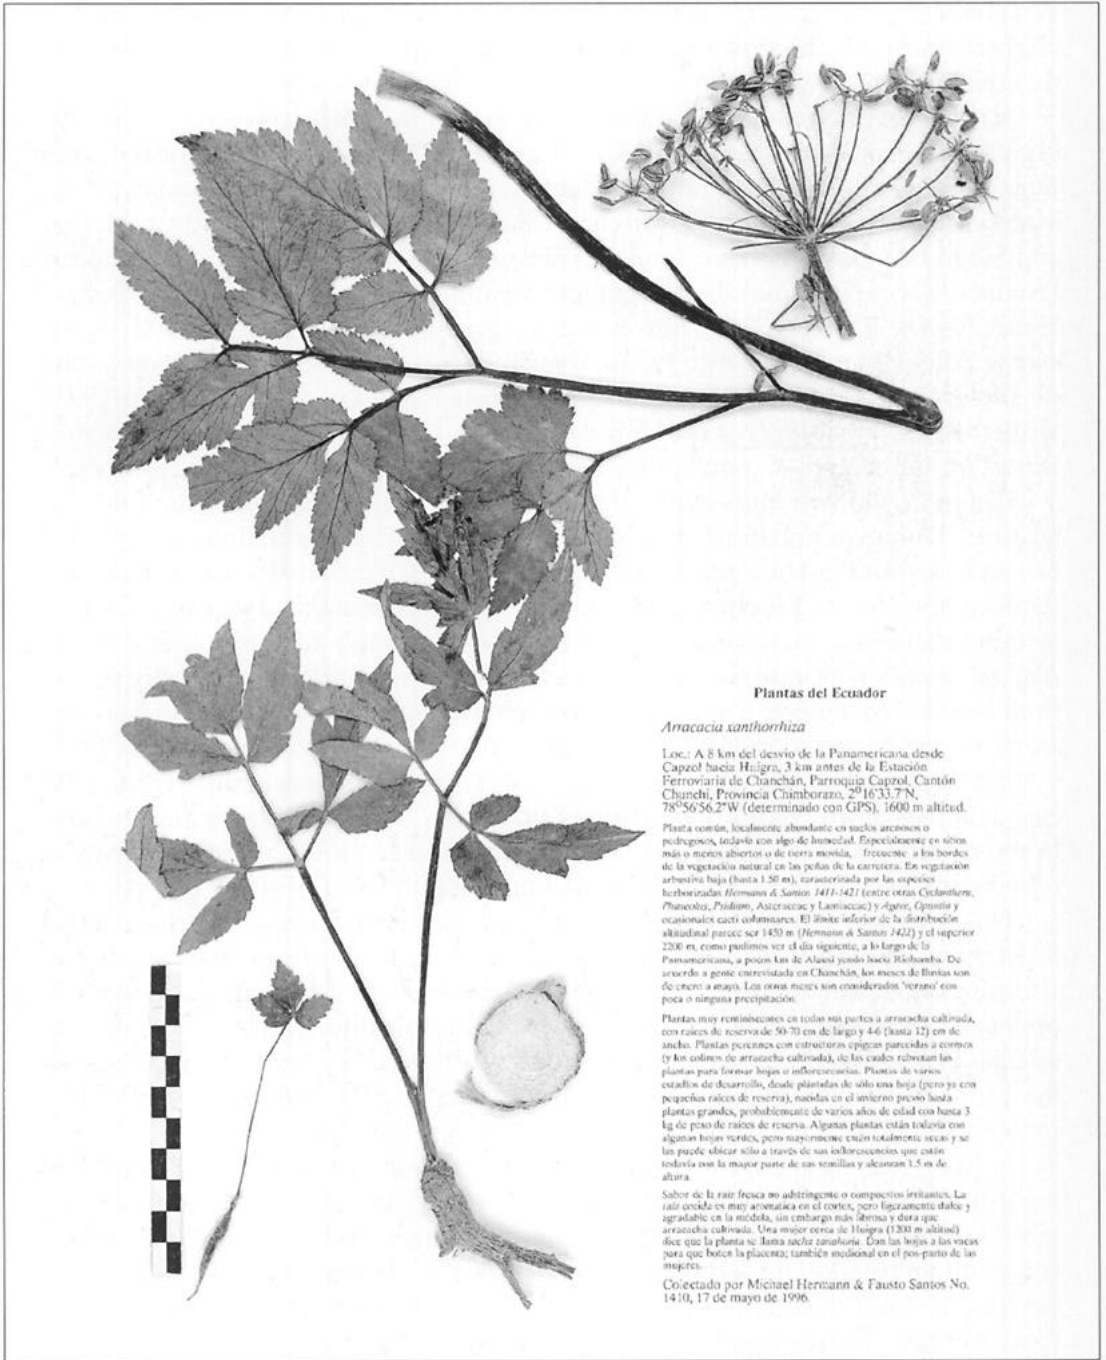 Plantas del Ecuador
Arracacia xanthorrhiza
Loc.: A 8 km del desvio de la Panamericana desde
Capzol hacia Huigra, 3 km antes de la Estación
Ferroviaria de Chanchán, Parroquia Capzol, Cantón
Chunchi, Provincia Chimborazo, 2⁰16'33.7"N,
78⁰56'56.2"W (determinado con GPS), 1600 m altitud.
Planta común, localmente abundante en suelos arenosos o
pedregosos, todavía con algo de humedad. Especialmente en sitios
más o menos abiertos o de tierra movida, frecuente a los bordes
de la vegetación natural en las peñas de la carretera. En vegetación
arbustiva baja (hasta 1.50 m), caracterizada por las especies
herborizadas Hermann & Santos 1411-1421 (entre otras Cyclanthera,
Phaseolus, Psidium, Asteraceae y Lamiaceae) y Agave, Opuntia y
ocasionales cacti columnares. El límite inferior de la distribución
altitudinal parece ser 1450 m (Hermann & Santos 1422) y el superior
2200 m, como pudimos ver el día siguiente, a lo largo de la
Panamericana, a pocos km de Alausí yendo hacia Riobamba. De
acuerdo a gente entrevistada en Chanchán, los meses de lluvias son
de enero a mayo. Los otros meses son considerados 'verano' con
poca o ninguna precipitación.
Plantas muy reminiscentes en todas sus partes a arracacha cultivada,
con raíces de reserva de 50-70 cm de largo y 4-6 (hasta 12) cm de
ancho. Plantas perennes con estructuras epígeas parecidas a cormos
(y los colinos de arracacha cultivada), de las cuales rebrotan las
plantas para formar hojas o inflorescencias. Plantas de varios
estadíos de desarrollo, desde plántulas de sólo una hoja (pero ya con
pequeñas raíces de reserva), nacidas en el invierno previo hasta
plantas grandes, probablemente de varios años de edad con hasta 3
kg de peso de raíces de reserva. Algunas plantas están todavía con
algunas hojas verdes, pero mayormente están totalmente secas y se
las puede ubicar sólo a través de sus inflorescencias que están
todavía con la mayor parte de sus semillas y alcanzan 1.5 m de
altura.
Sabor de la raíz fresca no adstringente o compuestos irritantes. La
raíz cocida es muy aromática en el cortex, pero ligeramente dulce y
agradable en la médula, sin embargo más fibrosa y dura que
arracacha cultivada. Una mujer cerca de Huigra (1200 m altitud)
dice que la planta se llama sacha zanahoria. Dan las hojas a las vacas
para que boten la placenta; también medicinal en el pos-parto de las
mujeres.
Colectado por Michael Hermann & Fausto Santos No.
1410, 17 de mayo de 1996.